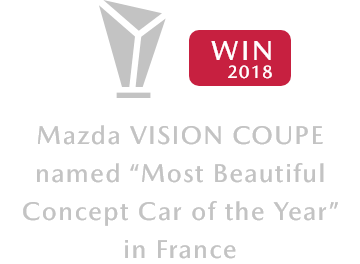 WIN
2018
Mazda VISION COUPE
named “Most Beautiful
Concept Car of the Year”
in France